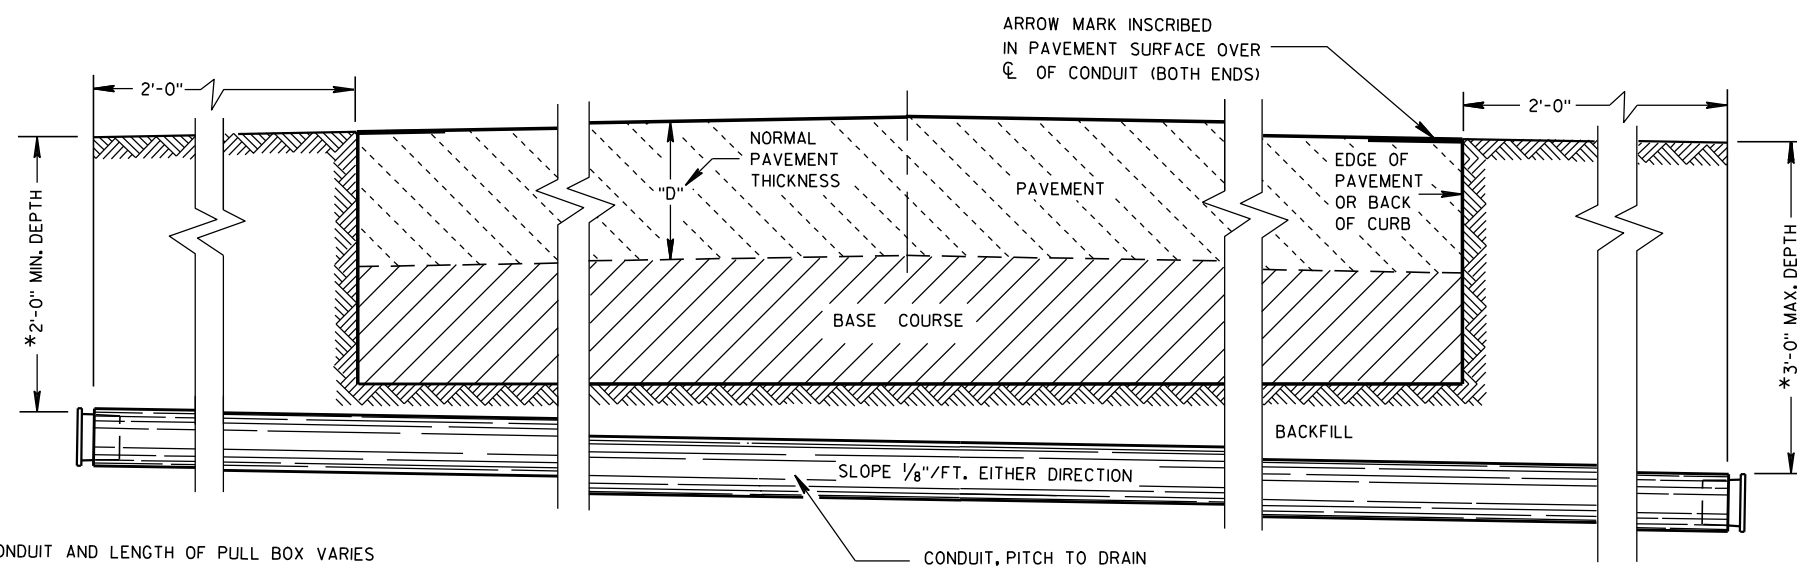 ARROW MARK INSCRIBED
IN PAVEMENT SURFACE OVER
℄ OF CONDUIT (BOTH ENDS)
2'-0"
2'-0"
NORMAL
PAVEMENT
THICKNESS
"D"
PAVEMENT
EDGE OF
PAVEMENT
OR BACK
OF CURB
*2'-0" MIN. DEPTH
*3'-0" MAX. DEPTH
BASE COURSE
BACKFILL
SLOPE 1/8"/FT. EITHER DIRECTION
ONDUIT AND LENGTH OF PULL BOX VARIES
CONDUIT, PITCH TO DRAIN